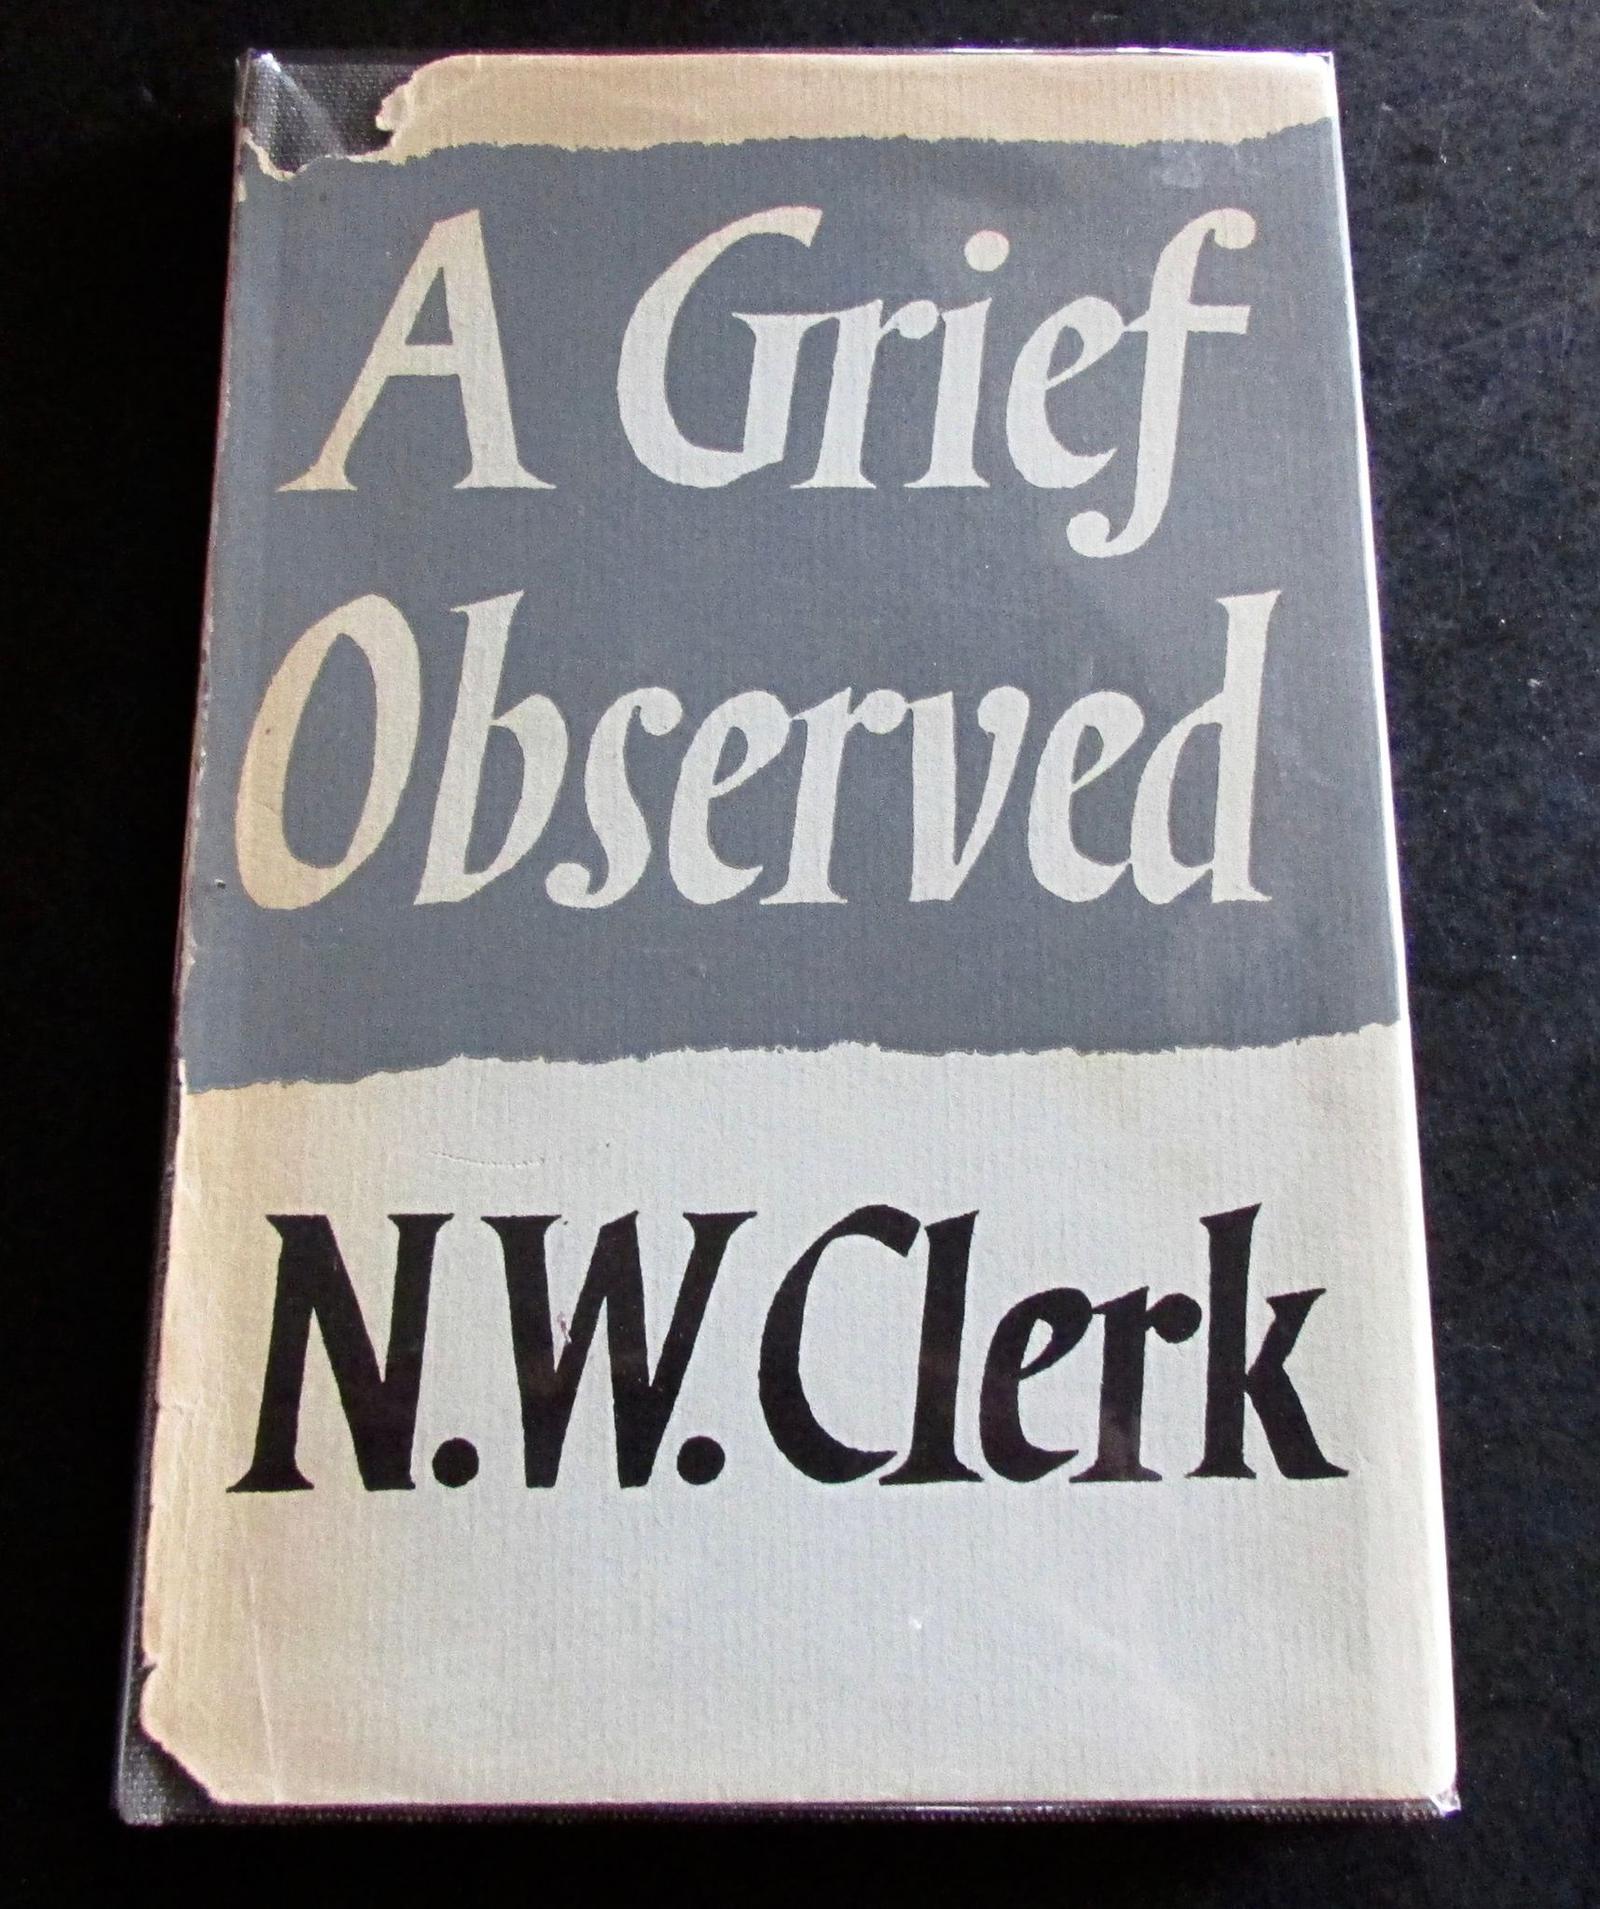 A Grief
Observed
N.W. Clerk